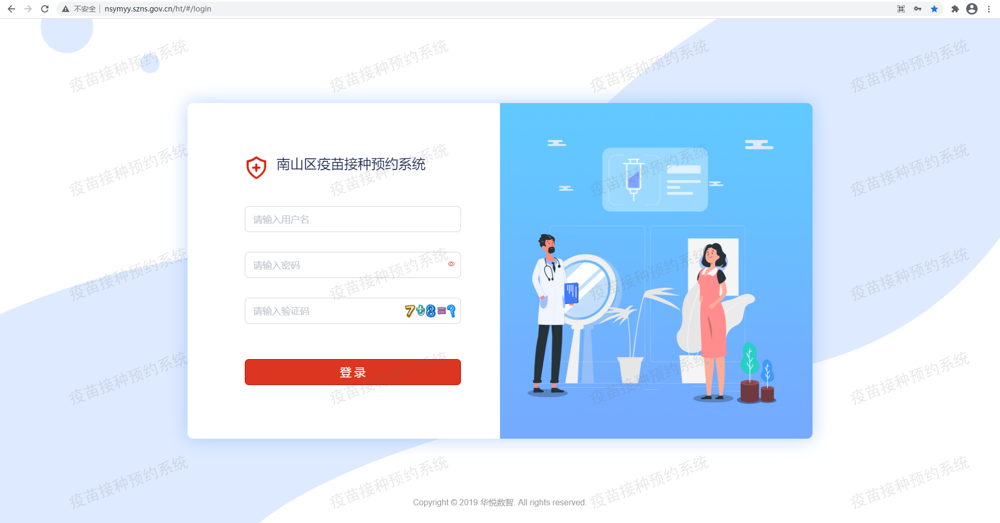 不安全 nsymyy.szns.gov.cn/ht/#/login
疫苗接种预约系统 疫苗接种预约系统 疫苗接种预约系统 疫苗接种预约系统
南山区疫苗接种预约系统
疫苗接种预约系统 疫苗接种预约系统 疫苗接种预约系统 疫苗接种预约系统
请输入用户名
请输入密码
疫苗接种预约系统 疫苗接种预约系统 疫苗接种预约系统 疫苗接种预约系统
请输入验证码 7+8=?
登录
疫苗接种预约系统 疫苗接种预约系统 疫苗接种预约系统 疫苗接种预约系统
疫苗接种预约系统 疫苗接种预约系统 疫苗接种预约系统 疫苗接种预约系统
Copyright © 2019 华悦数智. All rights reserved.